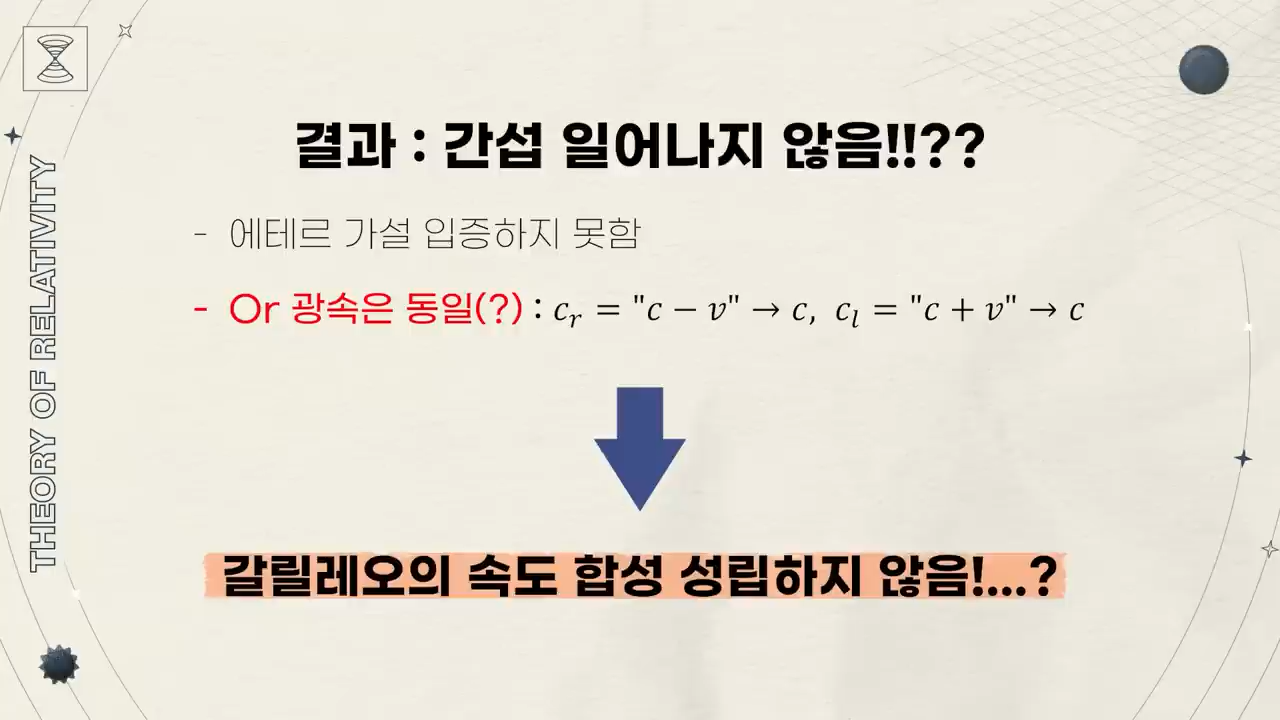 THEORY OF RELATIVITY
결과 : 간섭 일어나지 않음!!??
- 에테르 가설 입증하지 못함
- Or 광속은 동일(?) : c_r = "c − v" → c, c_l = "c + v" → c
갈릴레오의 속도 합성 성립하지 않음!...?